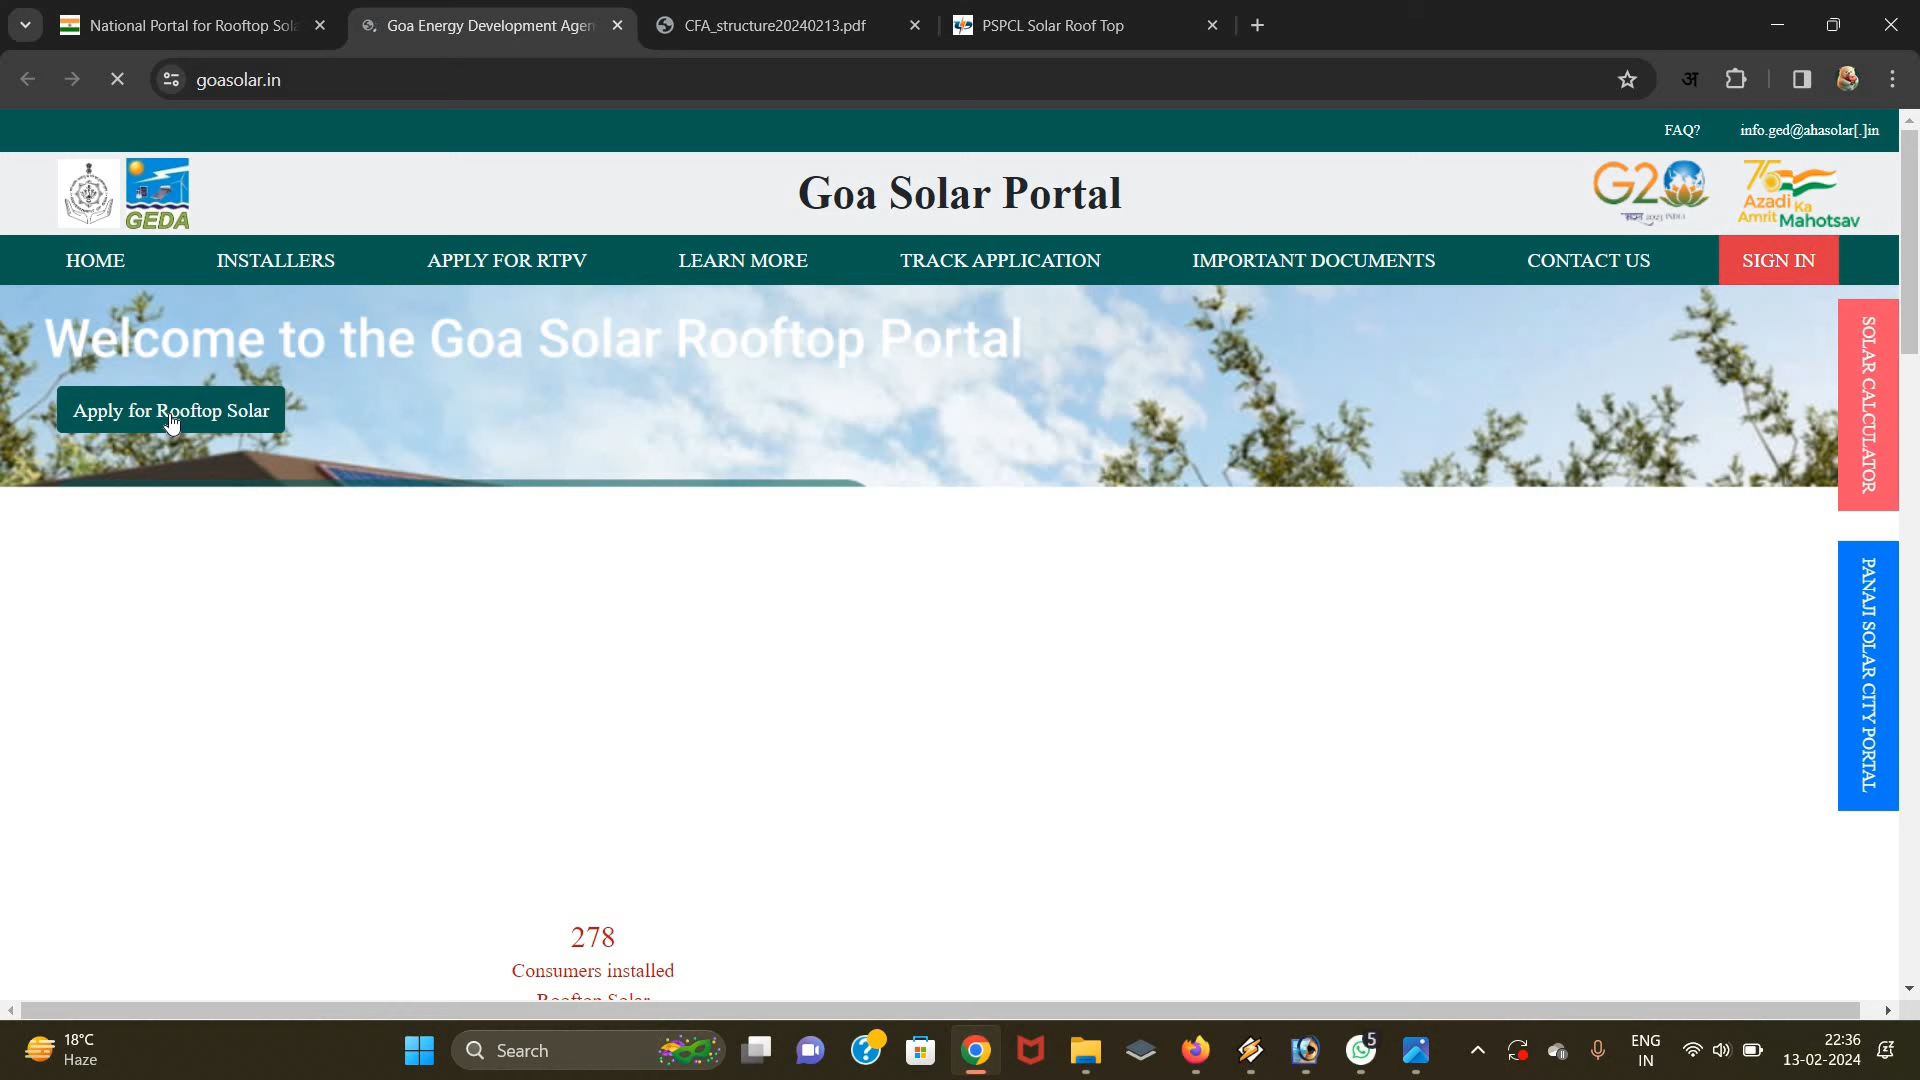 National Portal for Rooftop Sola
Goa Energy Development Agen
CFA_structure20240213.pdf
PSPCL Solar Roof Top
goasolar.in
अ
FAQ?
info.ged@ahasolar[.]in
GEDA
Goa Solar Portal
G20
75
Azadi Ka
Amrit Mahotsav
HOME
INSTALLERS
APPLY FOR RTPV
LEARN MORE
TRACK APPLICATION
IMPORTANT DOCUMENTS
CONTACT US
SIGN IN
Welcome to the Goa Solar Rooftop Portal
Apply for Rooftop Solar
SOLAR CALCULATOR
PANAJI SOLAR CITY PORTAL
278
Consumers installed
Rooftop Solar
18°C
Haze
Search
5
ENG
IN
22:36
13-02-2024